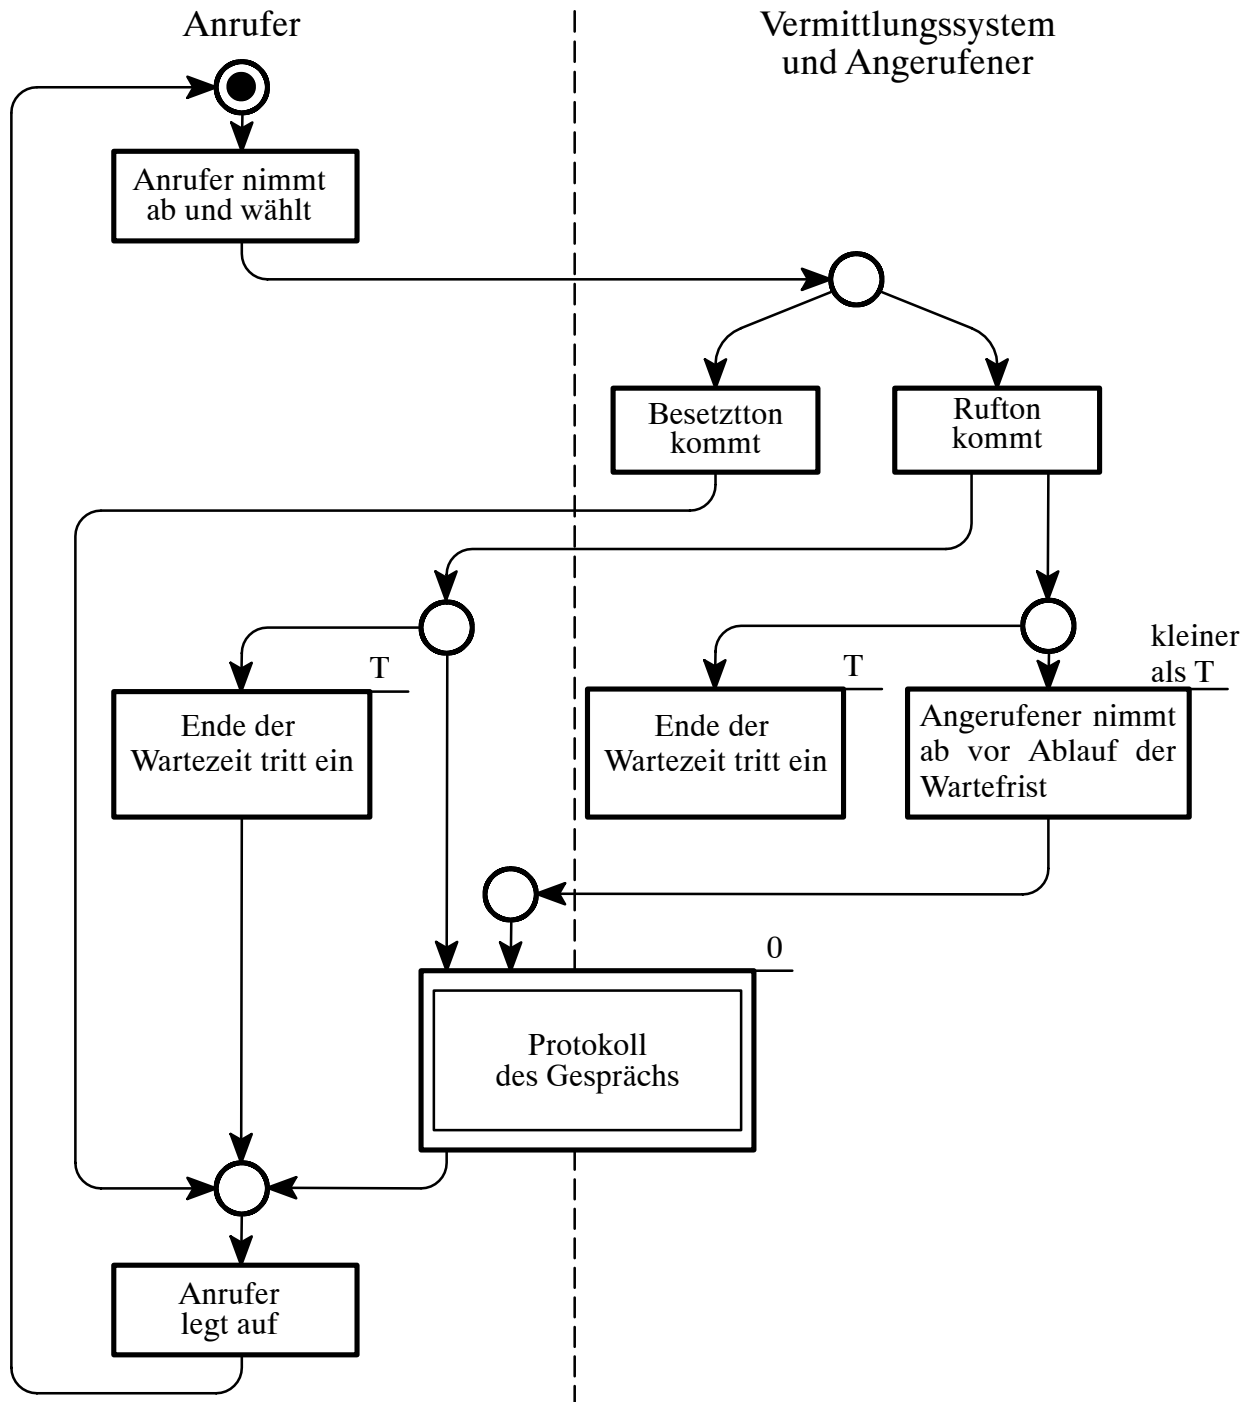 Anrufer
Vermittlungssystem
und Angerufener
Anrufer nimmt
ab und wählt
Besetztton
kommt
Rufton
kommt
T
Ende der
Wartezeit tritt ein
T
Ende der
Wartezeit tritt ein
kleiner
als T
Angerufener nimmt
ab vor Ablauf der
Wartefrist
0
Protokoll
des Gesprächs
Anrufer
legt auf